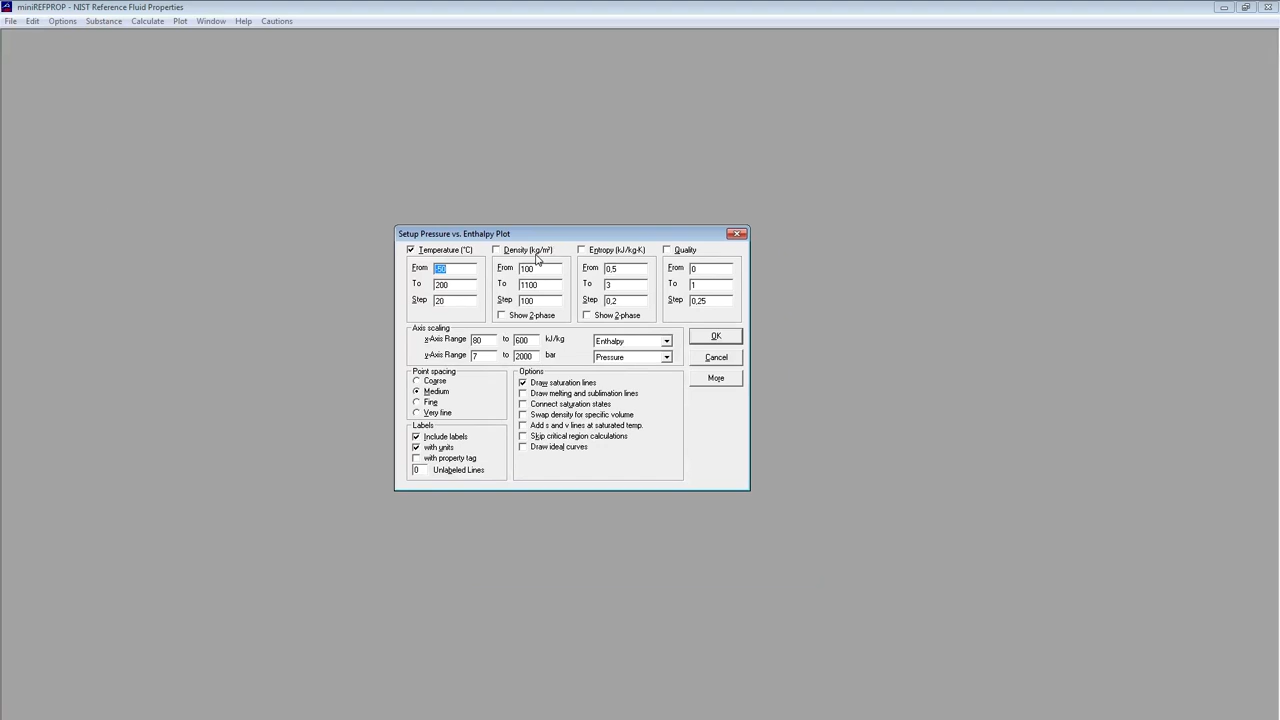 miniREFPROP - NIST Reference Fluid Properties
File Edit Options Substance Calculate Plot Window Help Cautions
Setup Pressure vs. Enthalpy Plot
Temperature (°C) Density (kg/m³) Entropy (kJ/kg-K) Quality
From From 100 From 0,5 From 0
To 200 To 1100 To 3 To 1
Step 20 Step 100 Step 0,2 Step 0,25
Show 2-phase Show 2-phase
Axis scaling
x-Axis Range 80 to 600 kJ/kg Enthalpy
y-Axis Range 7 to 2000 bar Pressure
OK
Cancel
More
Point spacing
Coarse
Medium
Fine
Very fine
Labels
Include labels
with units
with property tag
0 Unlabeled Lines
Options
Draw saturation lines
Draw melting and sublimation lines
Connect saturation states
Swap density for specific volume
Add s and v lines at saturated temp.
Skip critical region calculations
Draw ideal curves